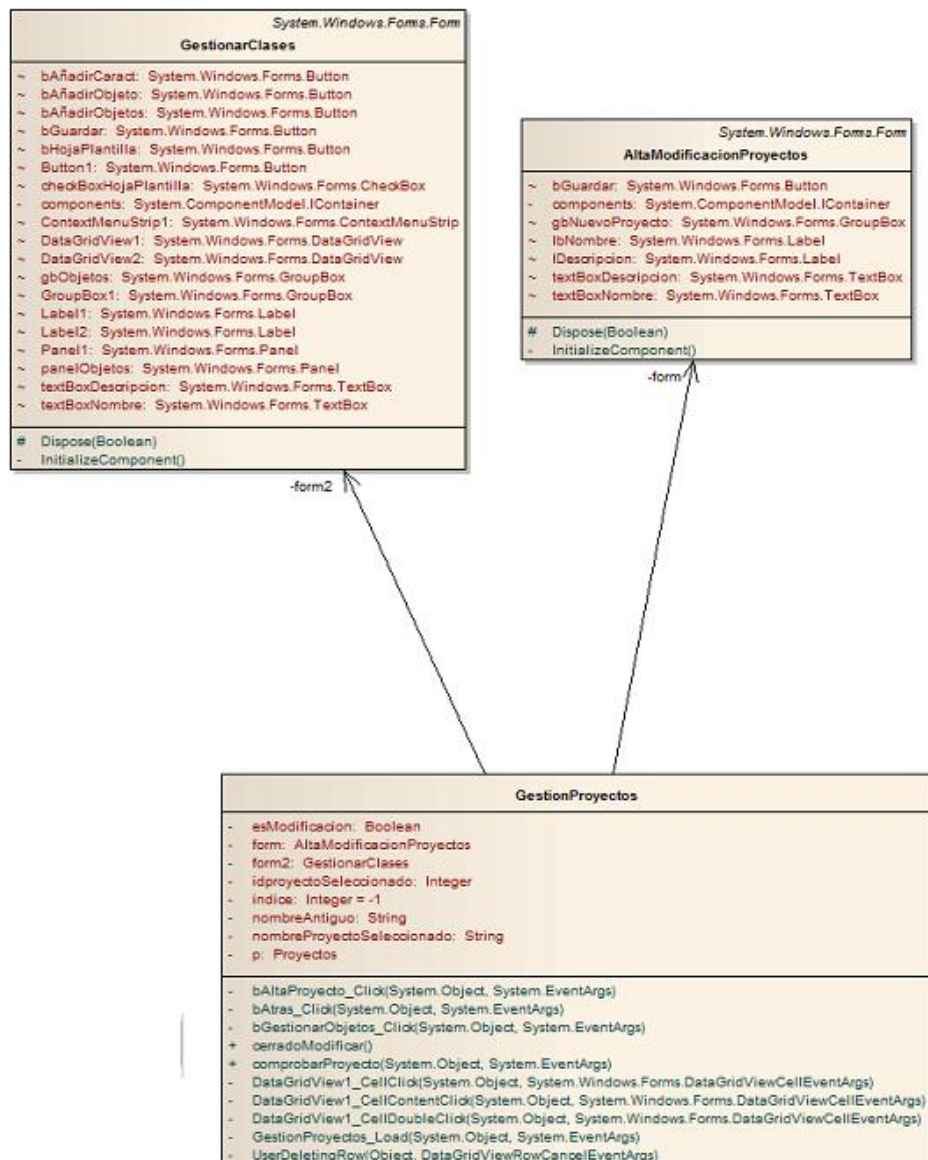 System.Windows.Forms.Form
GestionarClases
~ bAñadirCaract: System.Windows.Forms.Button
~ bAñadirObjeto: System.Windows.Forms.Button
~ bAñadirObjetos: System.Windows.Forms.Button
~ bGuardar: System.Windows.Forms.Button
~ bHojaPlantilla: System.Windows.Forms.Button
~ Button1: System.Windows.Forms.Button
~ checkBoxHojaPlantilla: System.Windows.Forms.CheckBox
- components: System.ComponentModel.IContainer
~ ContextMenuStrip1: System.Windows.Forms.ContextMenuStrip
~ DataGridView1: System.Windows.Forms.DataGridView
~ DataGridView2: System.Windows.Forms.DataGridView
~ gbObjetos: System.Windows.Forms.GroupBox
~ GroupBox1: System.Windows.Forms.GroupBox
~ Label1: System.Windows.Forms.Label
~ Label2: System.Windows.Forms.Label
~ Panel1: System.Windows.Forms.Panel
~ panelObjetos: System.Windows.Forms.Panel
~ textBoxDescripcion: System.Windows.Forms.TextBox
~ textBoxNombre: System.Windows.Forms.TextBox
# Dispose(Boolean)
- InitializeComponent()
-form2
System.Windows.Forms.Form
AltaModificacionProyectos
~ bGuardar: System.Windows.Forms.Button
- components: System.ComponentModel.IContainer
~ gbNuevoProyecto: System.Windows.Forms.GroupBox
~ lbNombre: System.Windows.Forms.Label
~ lDescripcion: System.Windows.Forms.Label
~ textBoxDescripcion: System.Windows.Forms.TextBox
~ textBoxNombre: System.Windows.Forms.TextBox
# Dispose(Boolean)
- InitializeComponent()
-form
GestionProyectos
- esModificacion: Boolean
- form: AltaModificacionProyectos
- form2: GestionarClases
- idproyectoSeleccionado: Integer
- indice: Integer = -1
- nombreAntiguo: String
- nombreProyectoSeleccionado: String
- p: Proyectos
- bAltaProyecto_Click(System.Object, System.EventArgs)
- bAtras_Click(System.Object, System.EventArgs)
- bGestionarObjetos_Click(System.Object, System.EventArgs)
+ cerradoModificar()
+ comprobarProyecto(System.Object, System.EventArgs)
- DataGridView1_CellClick(System.Object, System.Windows.Forms.DataGridViewCellEventArgs)
- DataGridView1_CellContentClick(System.Object, System.Windows.Forms.DataGridViewCellEventArgs)
- DataGridView1_CellDoubleClick(System.Object, System.Windows.Forms.DataGridViewCellEventArgs)
- GestionProyectos_Load(System.Object, System.EventArgs)
- UserDeletingRow(Object, DataGridViewRowCancelEventArgs)